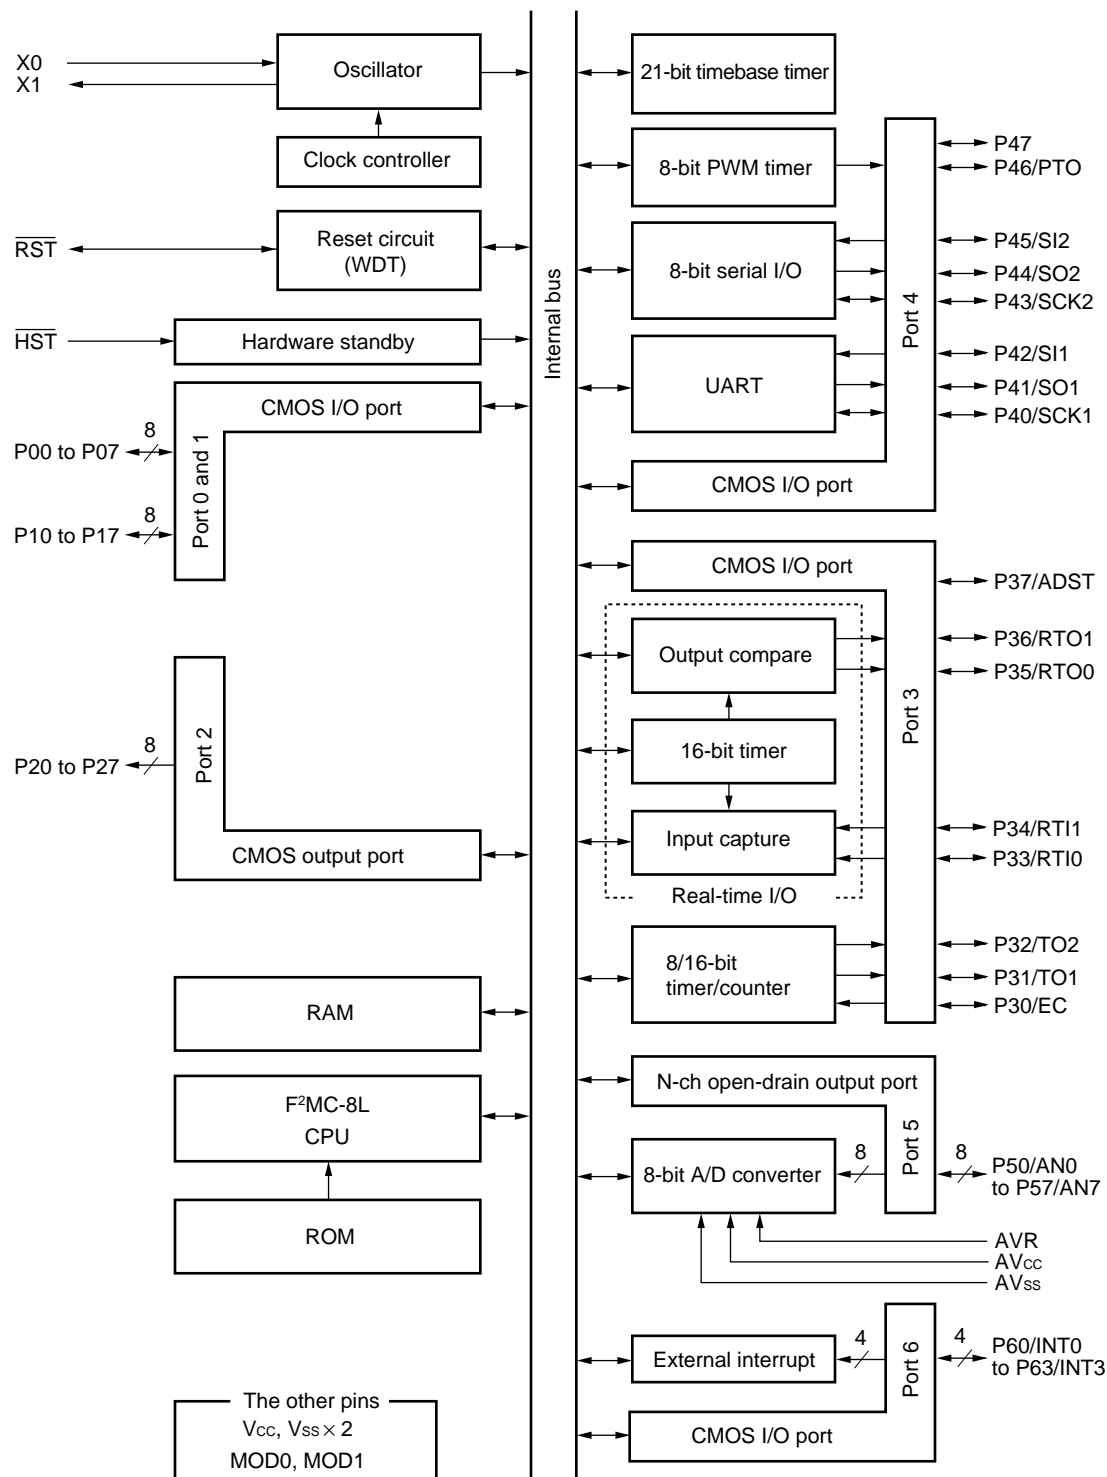 X0
X1
Oscillator
Clock controller
RST
Reset circuit
(WDT)
HST
Hardware standby
CMOS I/O port
Port 0 and 1
8
P00 to P07
8
P10 to P17
Port 2
8
P20 to P27
CMOS output port
RAM
F²MC-8L
CPU
ROM
The other pins
VCC, VSS × 2
MOD0, MOD1
Internal bus
21-bit timebase timer
8-bit PWM timer
8-bit serial I/O
UART
CMOS I/O port
Port 4
P47
P46/PTO
P45/SI2
P44/SO2
P43/SCK2
P42/SI1
P41/SO1
P40/SCK1
CMOS I/O port
Port 3
Output compare
16-bit timer
Input capture
Real-time I/O
8/16-bit
timer/counter
P37/ADST
P36/RTO1
P35/RTO0
P34/RTI1
P33/RTI0
P32/TO2
P31/TO1
P30/EC
N-ch open-drain output port
Port 5
8-bit A/D converter
8
8
P50/AN0
to P57/AN7
AVR
AVCC
AVSS
External interrupt
4
Port 6
4
P60/INT0
to P63/INT3
CMOS I/O port